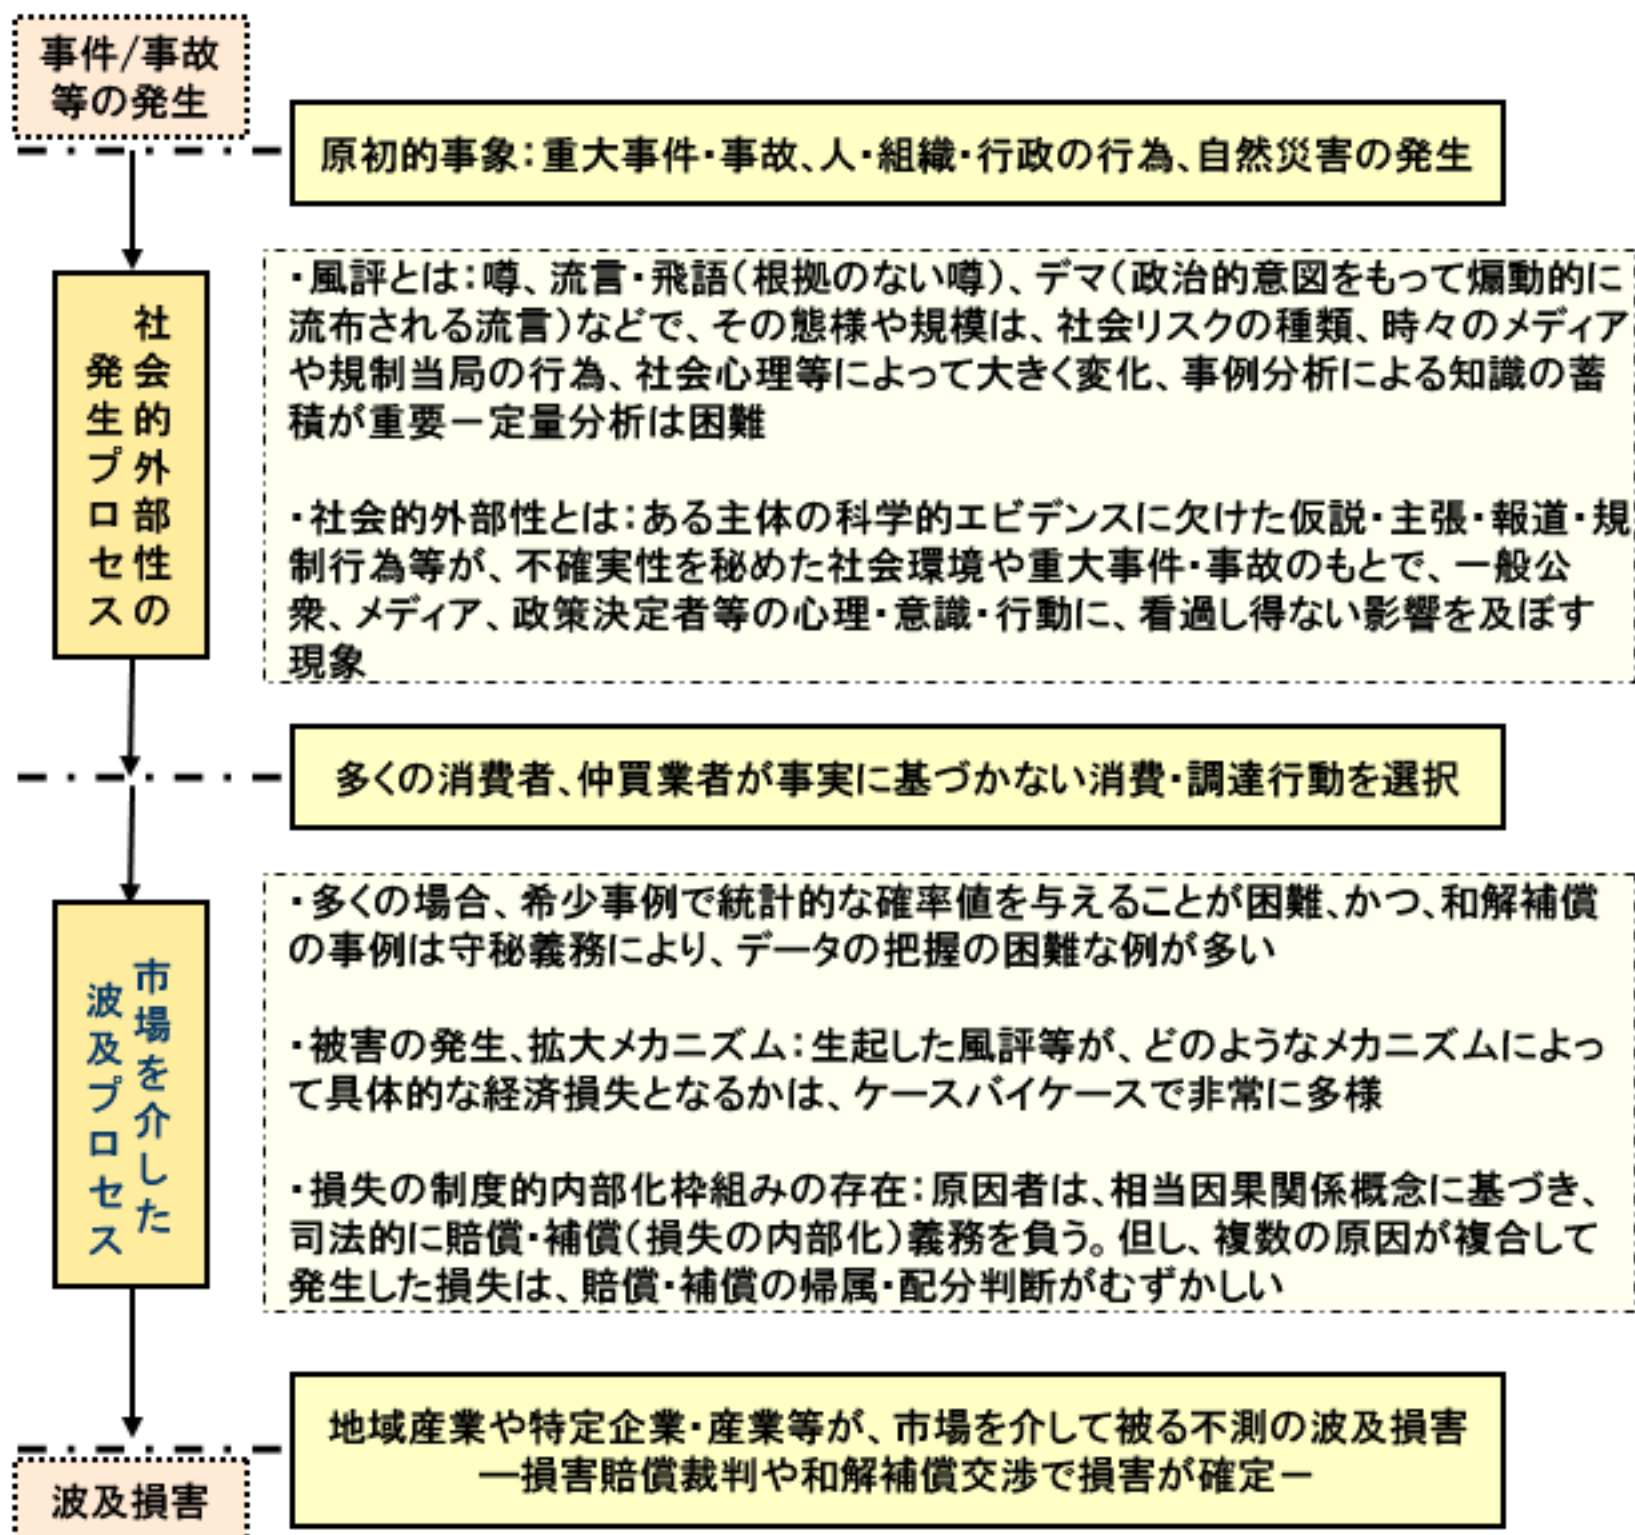 事件/事故
等の発生
原初的事象：重大事件・事故、人・組織・行政の行為、自然災害の発生
社会的外部性の
発生プロセス
・風評とは：噂、流言・飛語（根拠のない噂）、デマ（政治的意図をもって煽動的に
流布される流言）などで、その態様や規模は、社会リスクの種類、時々のメディア
や規制当局の行為、社会心理等によって大きく変化、事例分析による知識の蓄
積が重要－定量分析は困難
・社会的外部性とは：ある主体の科学的エビデンスに欠けた仮説・主張・報道・規
制行為等が、不確実性を秘めた社会環境や重大事件・事故のもとで、一般公
衆、メディア、政策決定者等の心理・意識・行動に、看過し得ない影響を及ぼす
現象
多くの消費者、仲買業者が事実に基づかない消費・調達行動を選択
市場を介した
波及プロセス
・多くの場合、希少事例で統計的な確率値を与えることが困難、かつ、和解補償
の事例は守秘義務により、データの把握の困難な例が多い
・被害の発生、拡大メカニズム：生起した風評等が、どのようなメカニズムによっ
て具体的な経済損失となるかは、ケースバイケースで非常に多様
・損失の制度的内部化枠組みの存在：原因者は、相当因果関係概念に基づき、
司法的に賠償・補償（損失の内部化）義務を負う。但し、複数の原因が複合して
発生した損失は、賠償・補償の帰属・配分判断がむずかしい
地域産業や特定企業・産業等が、市場を介して被る不測の波及損害
―損害賠償裁判や和解補償交渉で損害が確定－
波及損害